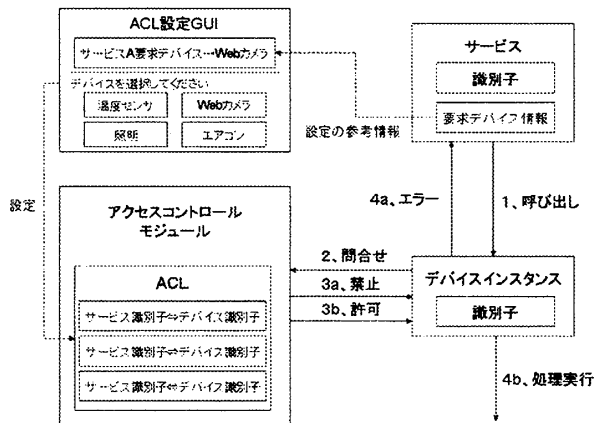 ACL設定GUI
サービスA要求デバイス→Webカメラ
デバイスを選択してください
温度センサ
Webカメラ
照明
エアコン
サービス
識別子
要求デバイス情報
設定の参考情報
設定
4a、エラー
1、呼び出し
アクセスコントロール
モジュール
ACL
サービス識別子⇔デバイス識別子
サービス識別子⇔デバイス識別子
サービス識別子⇔デバイス識別子
2、問合せ
3a、禁止
3b、許可
デバイスインスタンス
識別子
4b、処理実行